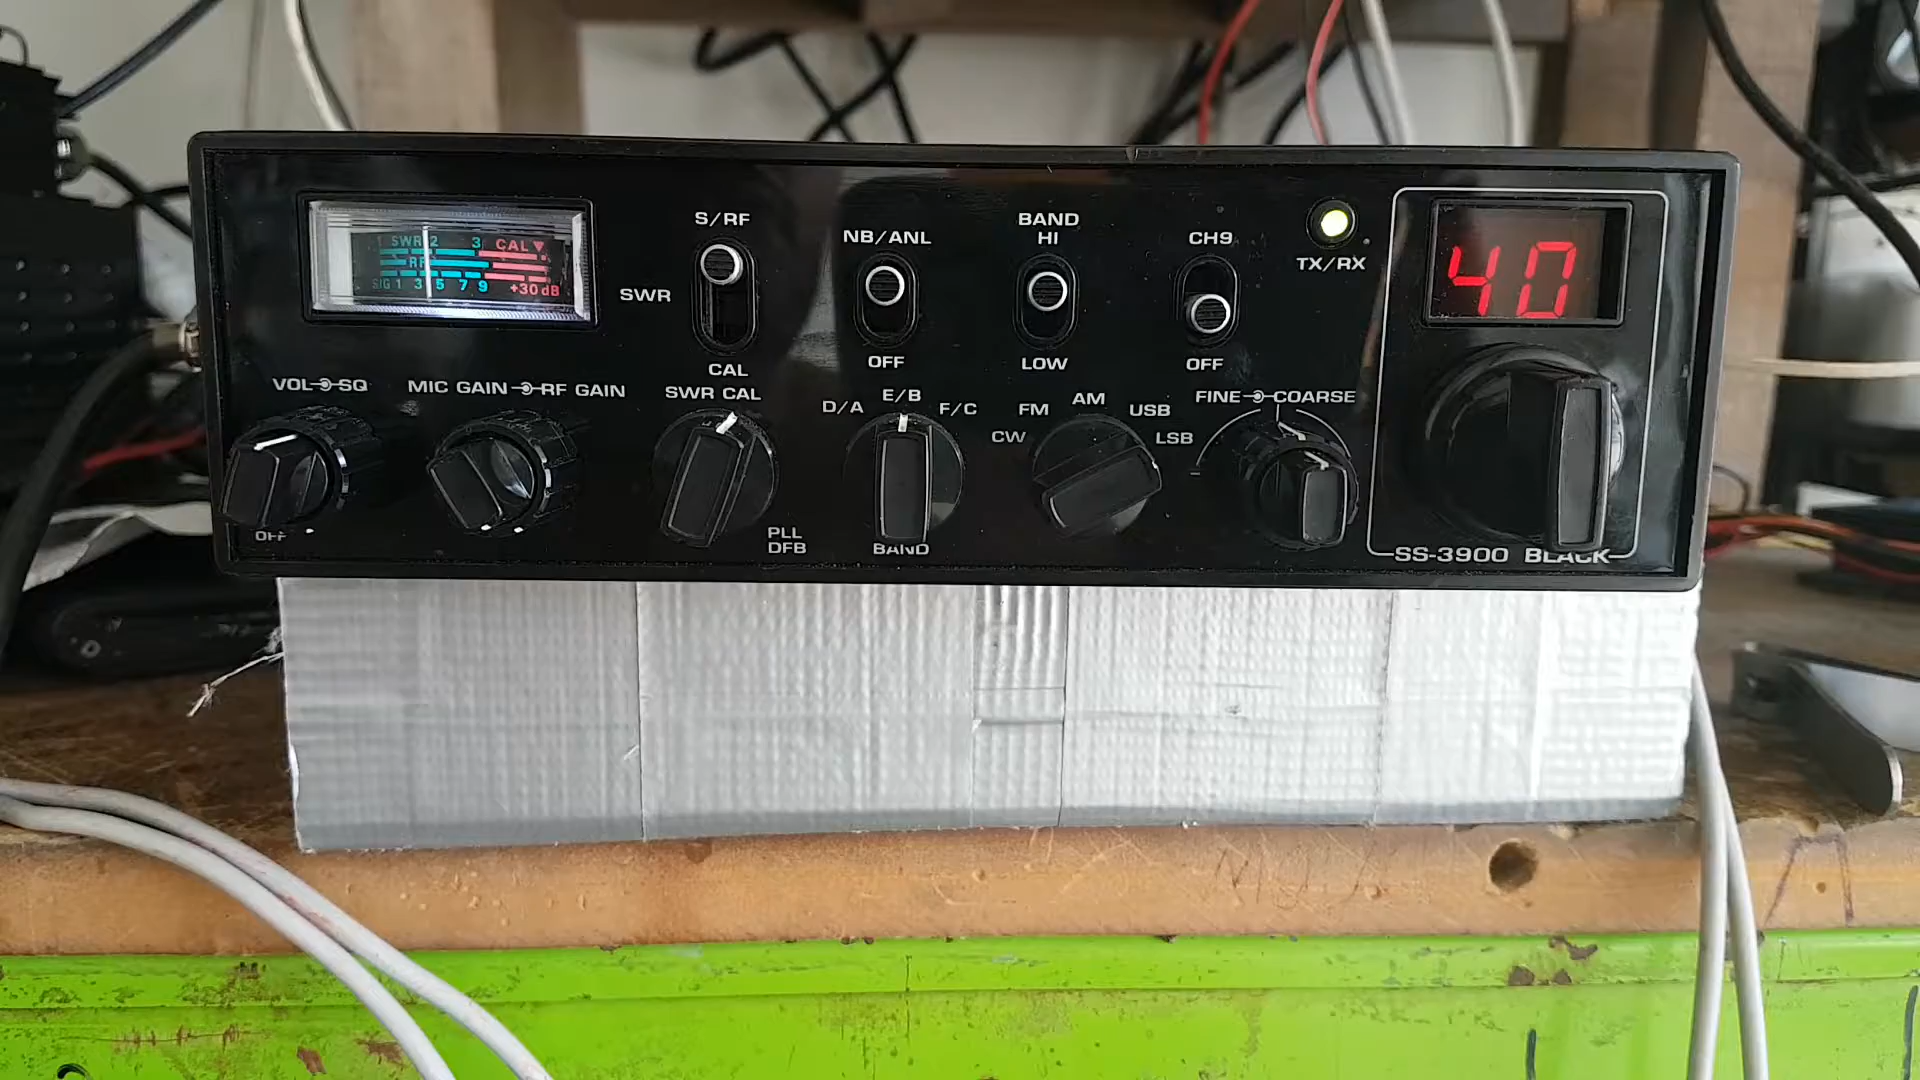 S/RF
BAND
HI
NB/ANL
CH9
TX/RX
SWR 2 3 CAL
RF
SIG 1 3 5 7 9 +30dB
SWR
40
OFF
LOW
OFF
CAL
VOL SQ
MIC GAIN RF GAIN
SWR CAL
D/A E/B F/C
CW FM AM USB LSB
FINE COARSE
OFF
PLL
DFB
BAND
SS-3900 BLACK